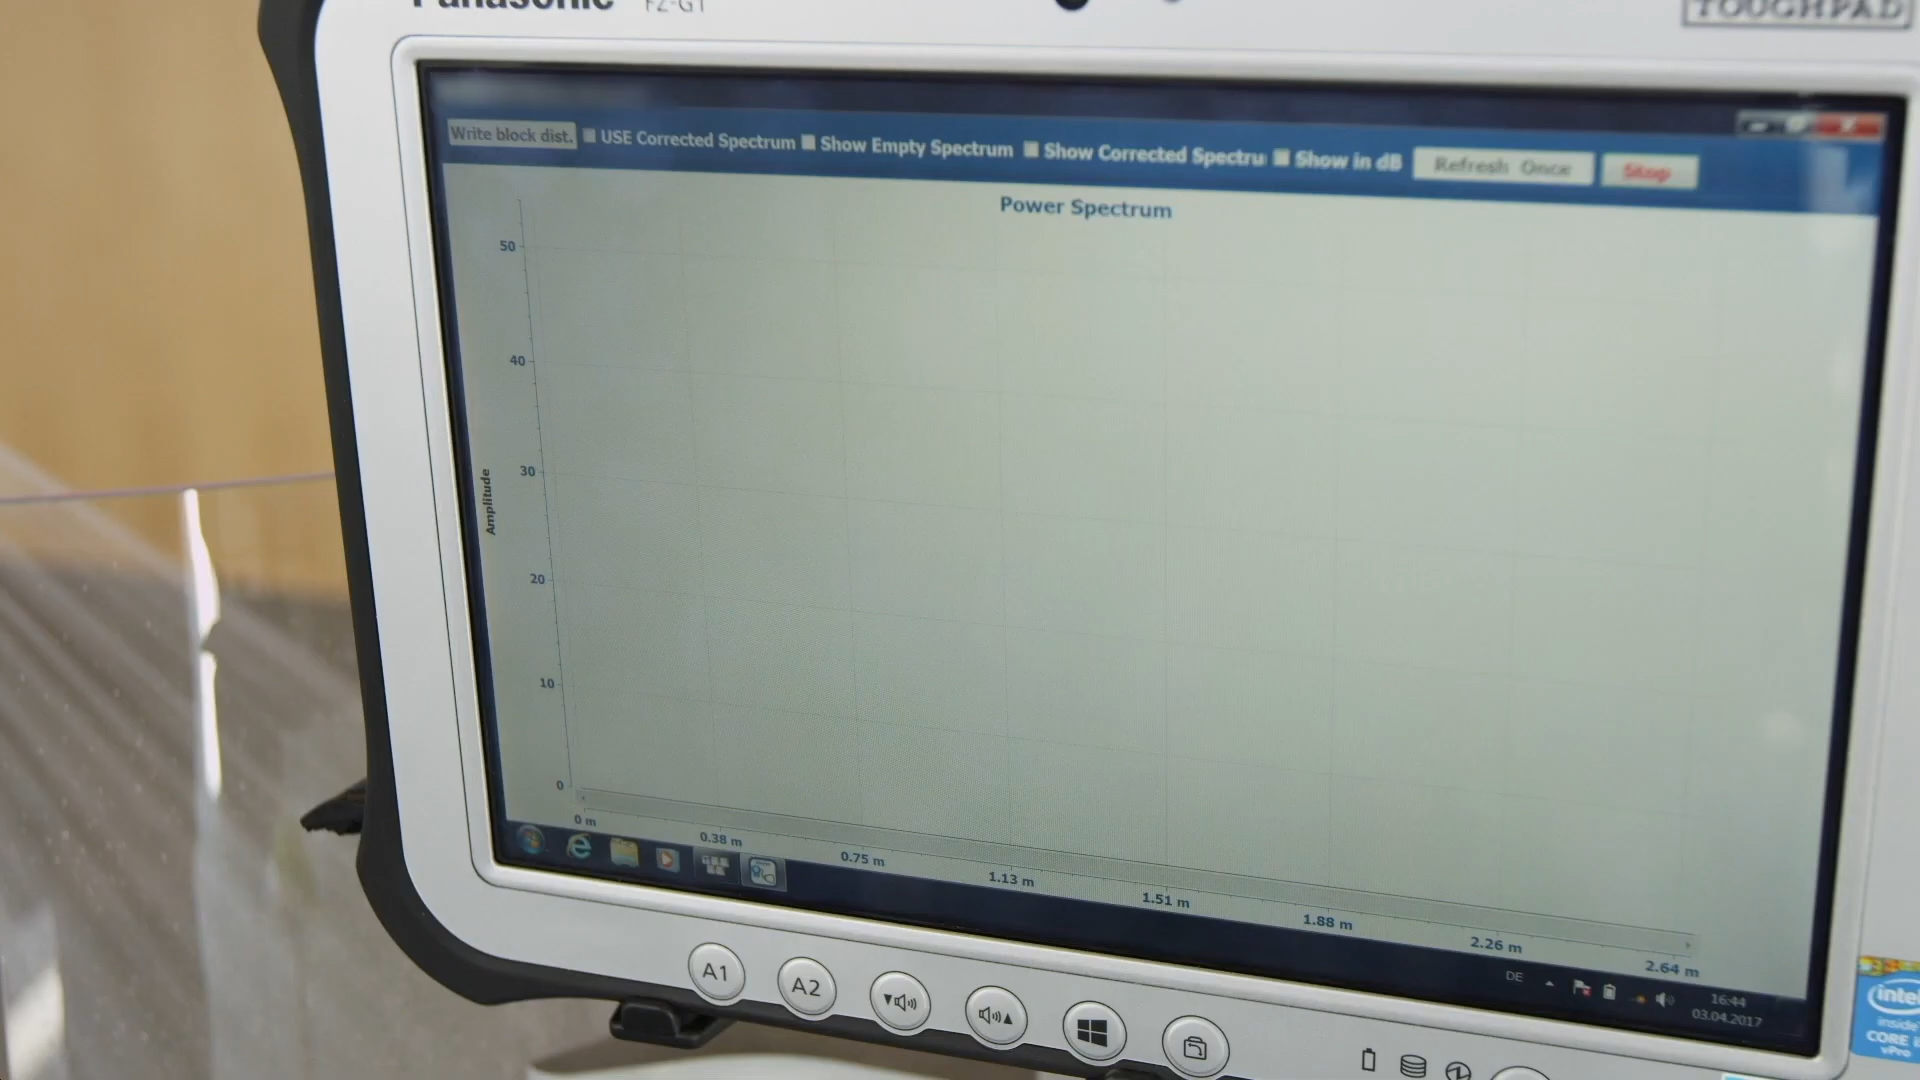 Panasonic FZ-G1
TOUGHPAD
Write block dist. USE Corrected Spectrum Show Empty Spectrum Show Corrected Spectru Show in dB Refresh Once Stop
Power Spectrum
50
40
30
20
10
0
Amplitude
0 m
0.38 m
0.75 m
1.13 m
1.51 m
1.88 m
2.26 m
2.64 m
DE
16:44
03.04.2017
A1
A2
intel
inside
CORE i5
vPro